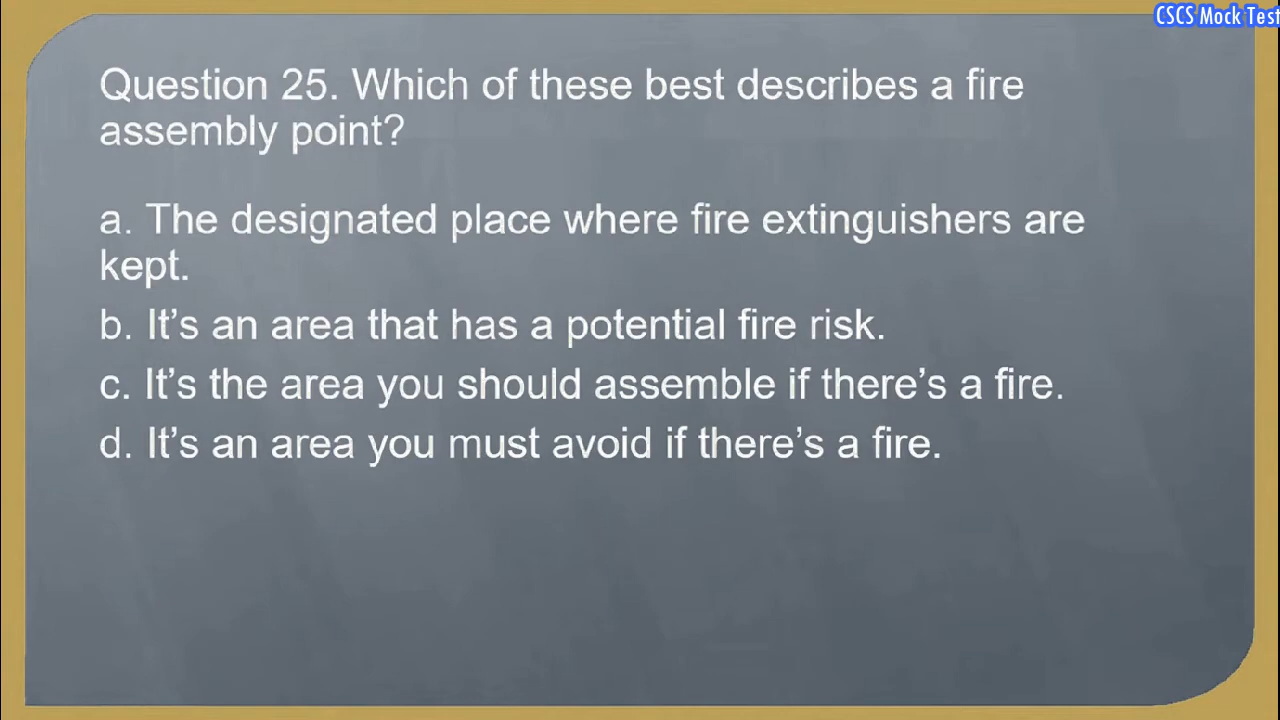 CSCS Mock Test
Question 25. Which of these best describes a fire
assembly point?
a. The designated place where fire extinguishers are
kept.
b. It’s an area that has a potential fire risk.
c. It’s the area you should assemble if there’s a fire.
d. It’s an area you must avoid if there’s a fire.